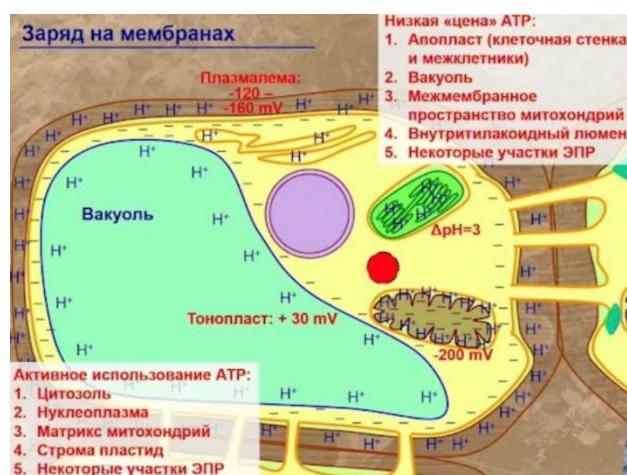 Заряд на мембранах
Низкая «цена» АТР:
1. Апопласт (клеточная стенка
и межклетники)
2. Вакуоль
3. Межмембранное
пространство митохондрий
4. Внутритилакоидный люмен
5. Некоторые участки ЭПР
Плазмалема:
-120 –
-160 mV
H⁺ H⁺ H⁺ H⁺ H⁺ H⁺
Вакуоль
ΔpH=3
Тонопласт: + 30 mV
-200 mV
Активное использование АТР:
1. Цитозоль
2. Нуклеоплазма
3. Матрикс митохондрий
4. Строма пластид
5. Некоторые участки ЭПР